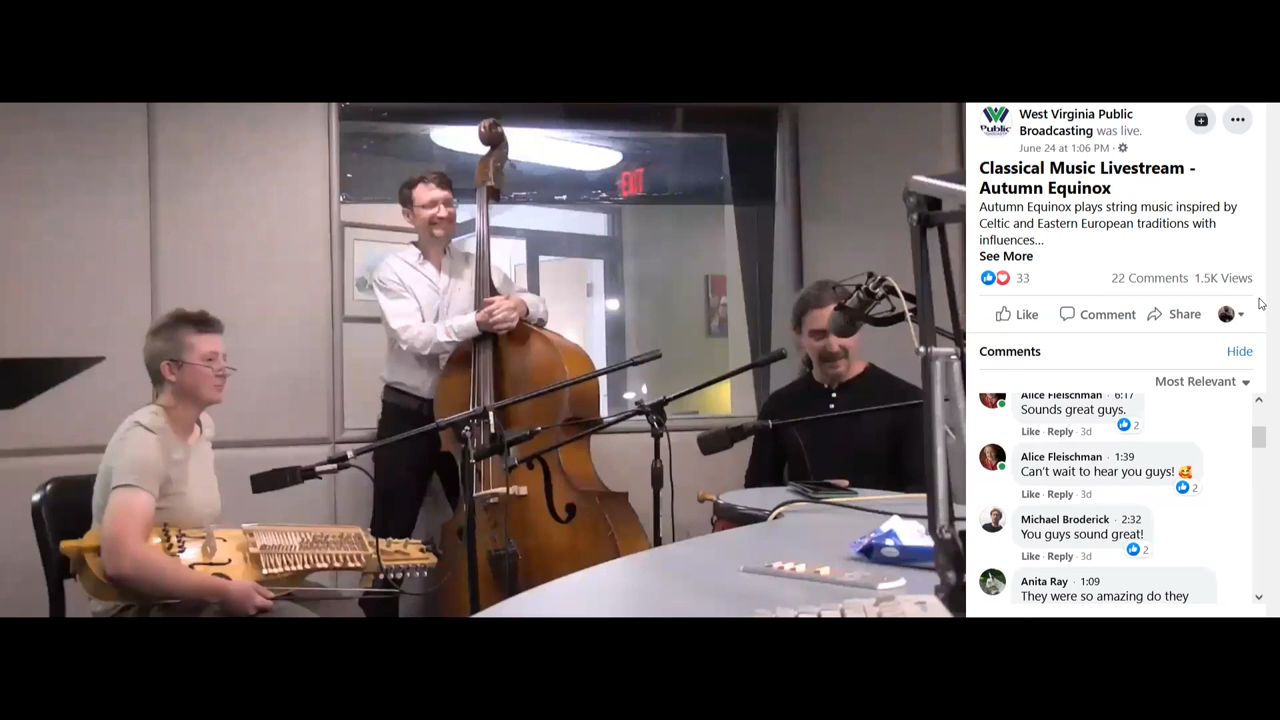 EXIT
Public
West Virginia Public
Broadcasting was live.
June 24 at 1:06 PM ·
Classical Music Livestream -
Autumn Equinox
Autumn Equinox plays string music inspired by
Celtic and Eastern European traditions with
influences...
See More
33
22 Comments 1.5K Views
Like
Comment
Share
Comments
Hide
Most Relevant
Alice Fleischman · 6:17
Sounds great guys.
2
Like · Reply · 3d
Alice Fleischman · 1:39
Can't wait to hear you guys! 🥰
2
Like · Reply · 3d
Michael Broderick · 2:32
You guys sound great!
2
Like · Reply · 3d
Anita Ray · 1:09
They were so amazing do they